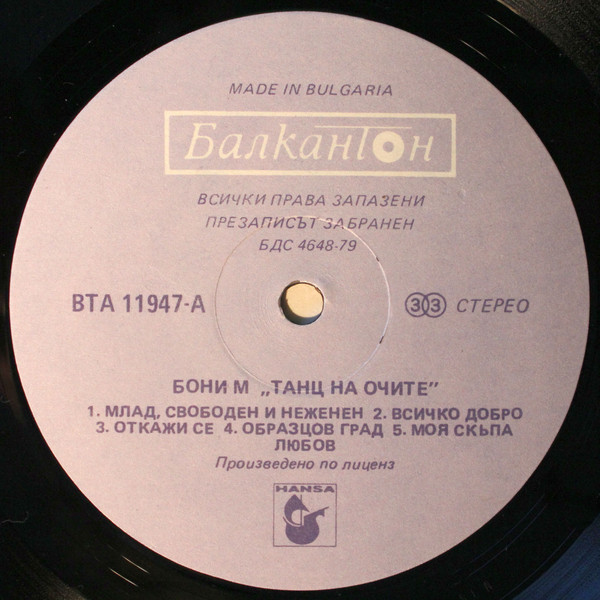 MADE IN BULGARIA
Балкантон
ВСИЧКИ ПРАВА ЗАПАЗЕНИ
ПРЕЗАПИСЪТ ЗАБРАНЕН
БДС 4648-79
ВТА 11947-А
33 СТЕРЕО
БОНИ М „ТАНЦ НА ОЧИТЕ”
1. МЛАД, СВОБОДЕН И НЕЖЕНЕН 2. ВСИЧКО ДОБРО
3. ОТКАЖИ СЕ 4. ОБРАЗЦОВ ГРАД 5. МОЯ СКЪПА
ЛЮБОВ
Произведено по лиценз
HANSA